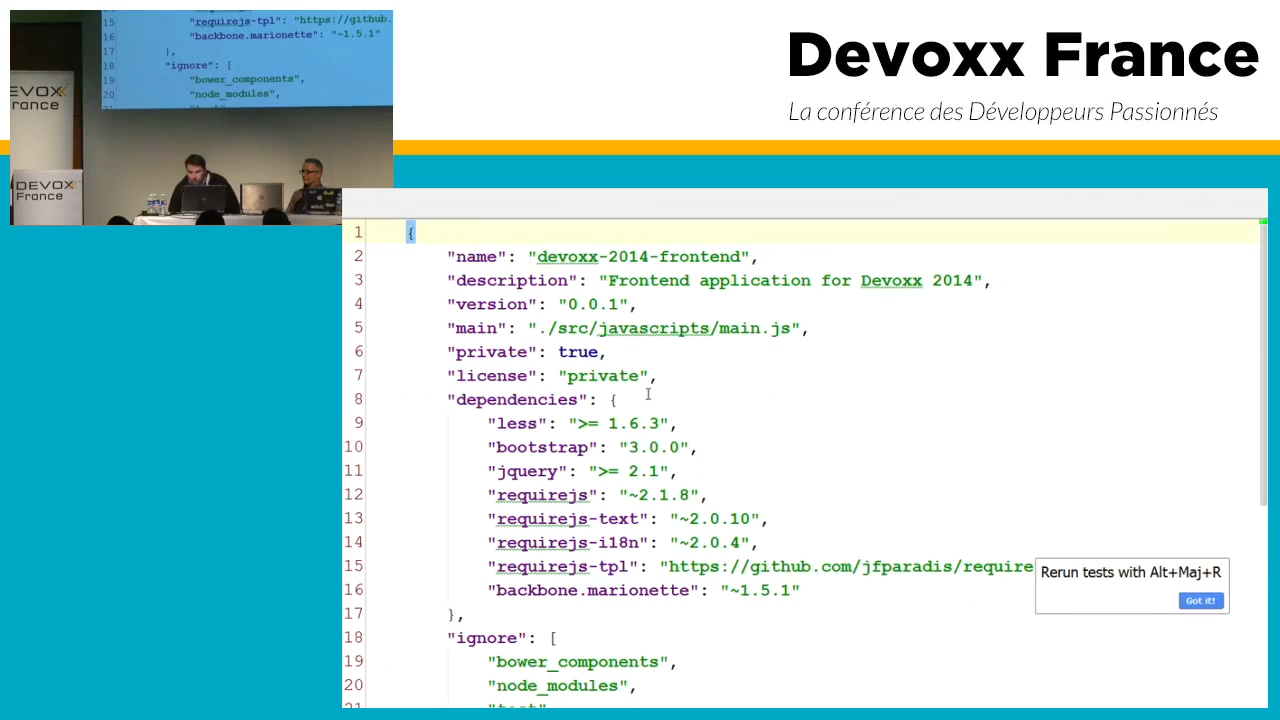 15 "requirejs-tpl": "https://github.
16 "backbone.marionette": "~1.5.1"
17 },
18 "ignore": [
19 "bower_components",
20 "node_modules",
EVOXX
rance
DEVOXX
France
Devoxx France
La conférence des Développeurs Passionnés
1 {
2 "name": "devoxx-2014-frontend",
3 "description": "Frontend application for Devoxx 2014",
4 "version": "0.0.1",
5 "main": "./src/javascripts/main.js",
6 "private": true,
7 "license": "private",
8 "dependencies": {
9 "less": ">= 1.6.3",
10 "bootstrap": "3.0.0",
11 "jquery": ">= 2.1",
12 "requirejs": "~2.1.8",
13 "requirejs-text": "~2.0.10",
14 "requirejs-i18n": "~2.0.4",
15 "requirejs-tpl": "https://github.com/jfparadis/require
16 "backbone.marionette": "~1.5.1"
17 },
18 "ignore": [
19 "bower_components",
20 "node_modules",
Rerun tests with Alt+Maj+R
Got it!